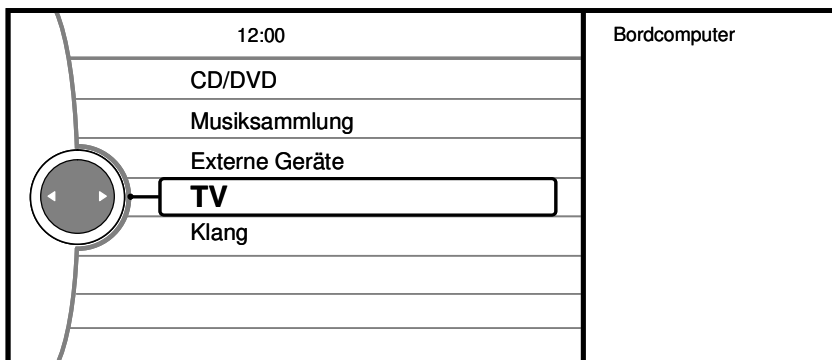 12:00
Bordcomputer
CD/DVD
Musiksammlung
Externe Geräte
TV
Klang